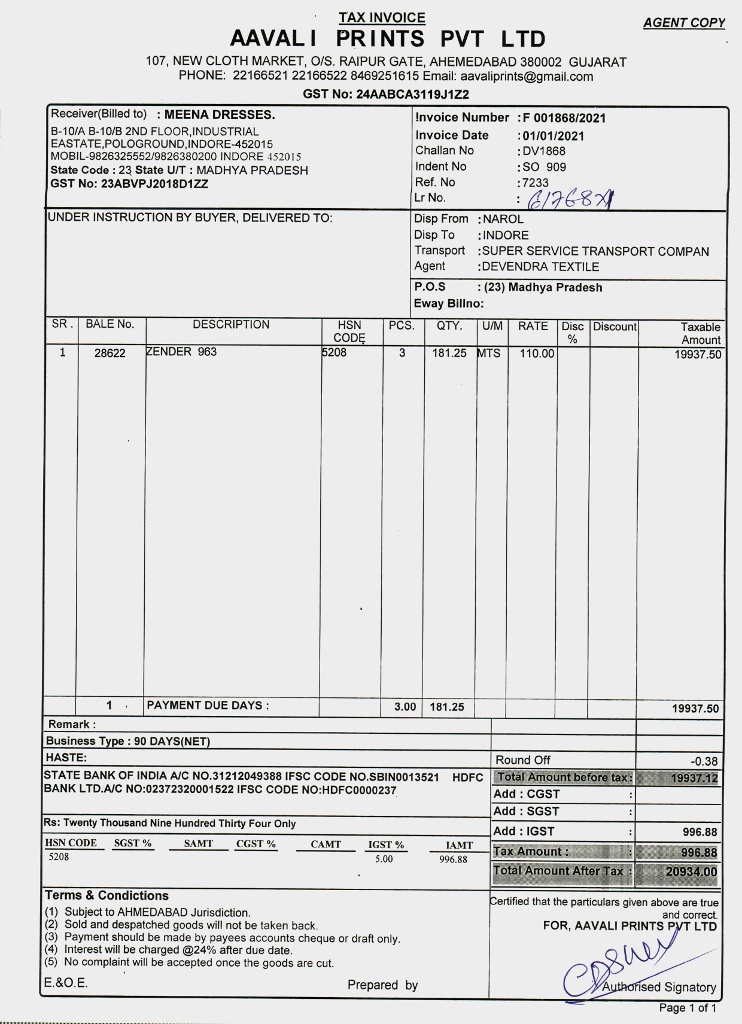 TAX INVOICE
AGENT COPY
AAVALI PRINTS PVT LTD
107, NEW CLOTH MARKET, O/S. RAIPUR GATE, AHEMEDABAD 380002 GUJARAT
PHONE: 22166521 22166522 8469251615 Email: aavaliprints@gmail.com
GST No: 24AABCA3119J1Z2
Receiver(Billed to) : MEENA DRESSES.
B-10/A B-10/B 2ND FLOOR,INDUSTRIAL
EASTATE,POLOGROUND,INDORE-452015
MOBIL-9826325552/9826380200 INDORE 452015
State Code : 23 State U/T : MADHYA PRADESH
GST No: 23ABVPJ2018D1ZZ
Invoice Number : F 001868/2021
Invoice Date : 01/01/2021
Challan No : DV1868
Indent No : SO 909
Ref. No : 7233
Lr No. :
UNDER INSTRUCTION BY BUYER, DELIVERED TO:
Disp From : NAROL
Disp To : INDORE
Transport : SUPER SERVICE TRANSPORT COMPAN
Agent : DEVENDRA TEXTILE
P.O.S : (23) Madhya Pradesh
Eway Billno:
SR. BALE No. DESCRIPTION HSN CODE PCS. QTY. U/M RATE Disc % Discount Taxable Amount
1 28622 ZENDER 963 5208 3 181.25 MTS 110.00 19937.50
1 PAYMENT DUE DAYS : 3.00 181.25 19937.50
Remark :
Business Type : 90 DAYS(NET)
HASTE:
STATE BANK OF INDIA A/C NO.31212049388 IFSC CODE NO.SBIN0013521 HDFC
BANK LTD.A/C NO:02372320001522 IFSC CODE NO:HDFC0000237
Rs: Twenty Thousand Nine Hundred Thirty Four Only
HSN CODE SGST % SAMT CGST % CAMT IGST % IAMT
5208 5.00 996.88
Round Off -0.38
Total Amount before tax: 19937.12
Add : CGST :
Add : SGST :
Add : IGST : 996.88
Tax Amount : 996.88
Total Amount After Tax : 20934.00
Terms & Conditions
(1) Subject to AHMEDABAD Jurisdiction.
(2) Sold and despatched goods will not be taken back.
(3) Payment should be made by payees accounts cheque or draft only.
(4) Interest will be charged @24% after due date.
(5) No complaint will be accepted once the goods are cut.
E.&O.E. Prepared by
Certified that the particulars given above are true
and correct.
FOR, AAVALI PRINTS PVT LTD
Authorised Signatory
Page 1 of 1